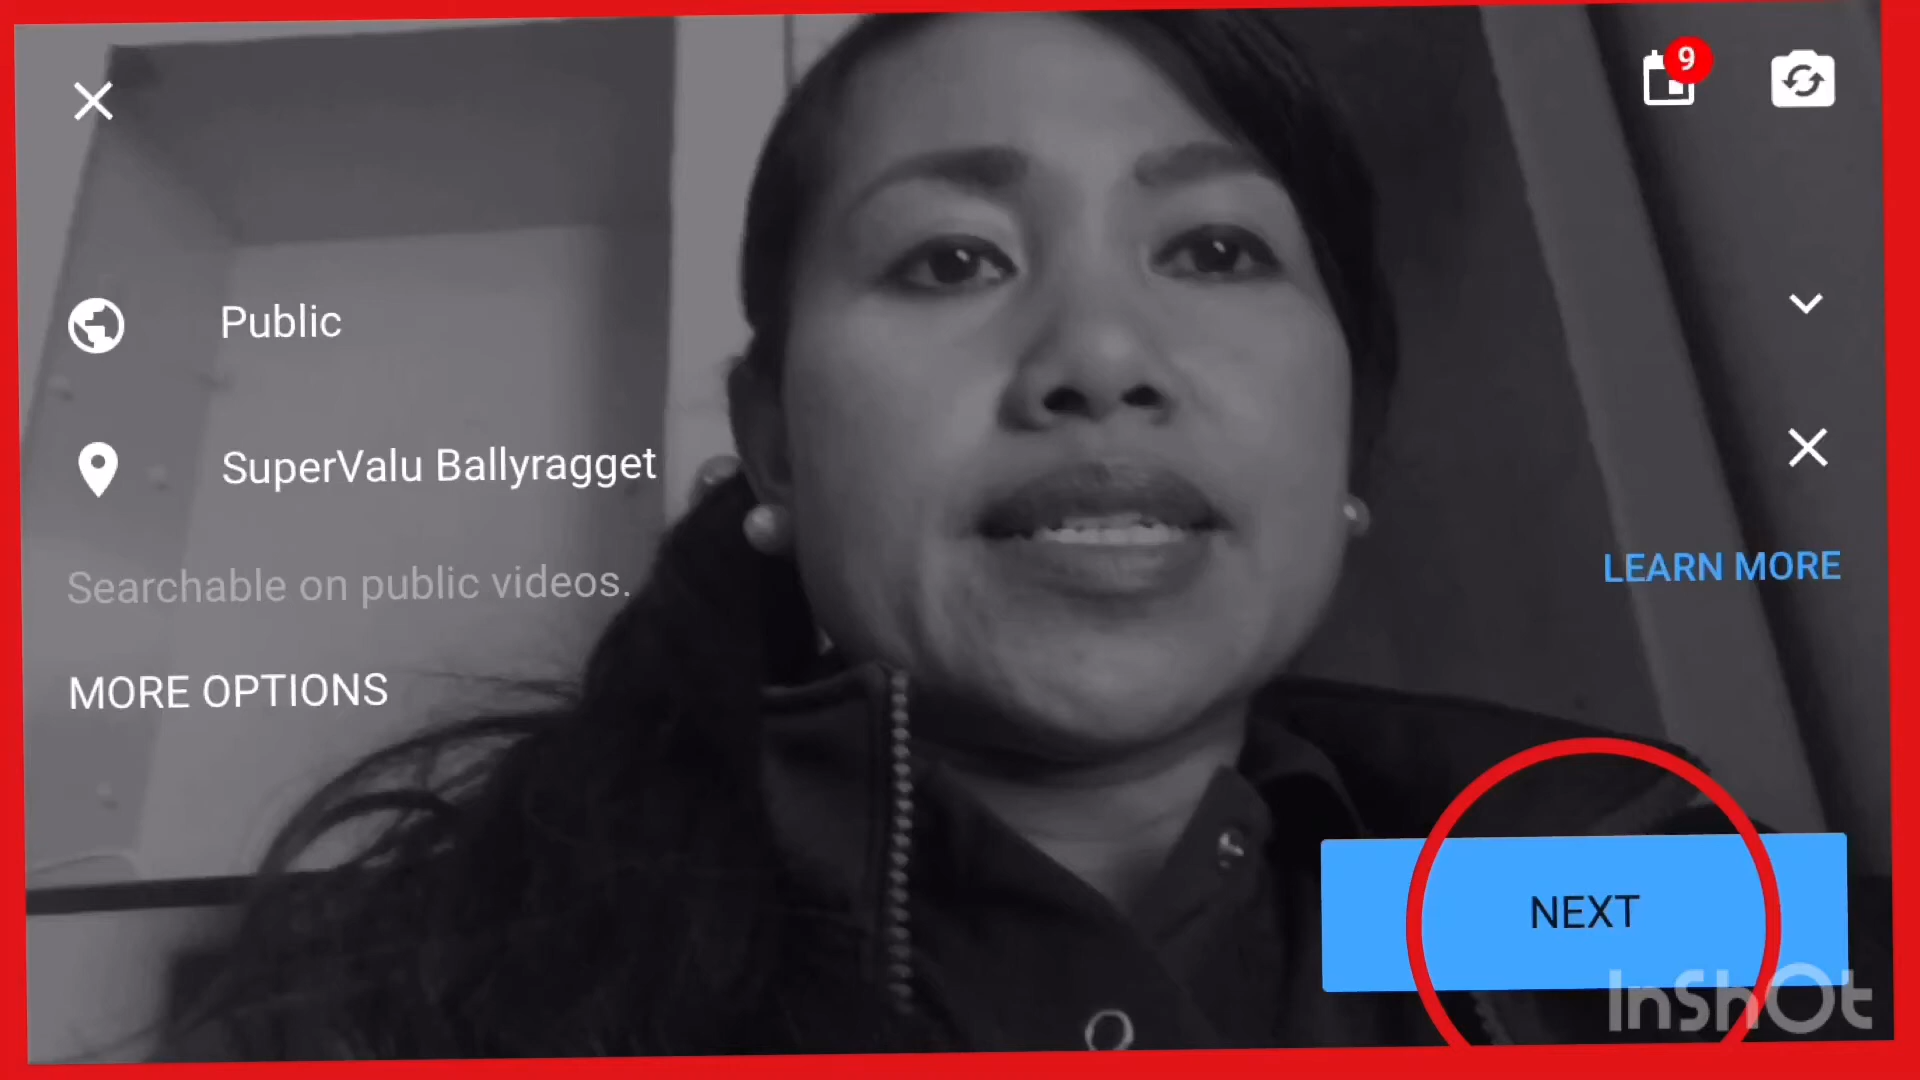 9
Public
SuperValu Ballyragget
Searchable on public videos.
LEARN MORE
MORE OPTIONS
NEXT
InShOt